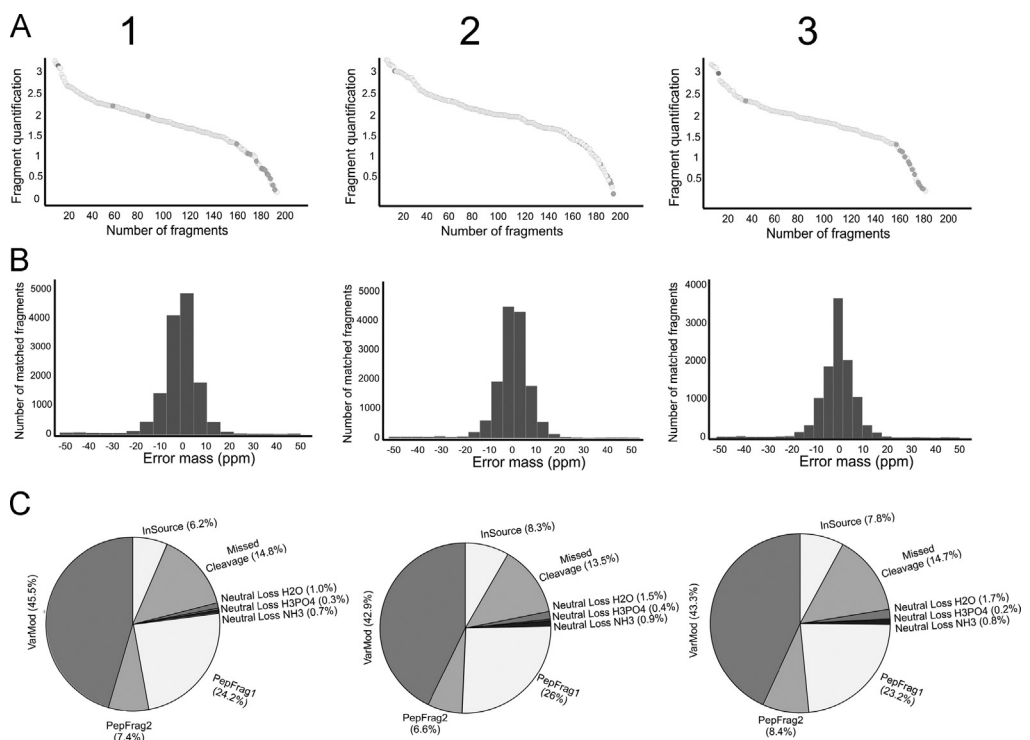 A
1
2
3
Fragment quantification
3
2.5
2
1.5
1
0.5
0
20 40 60 80 100 120 140 160 180 200
Number of fragments
Fragment quantification
3
2.5
2
1.5
1
0.5
20 40 60 80 100 120 140 160 180 200
Number of fragments
Fragment quantification
3
2.5
2
1.5
1
0.5
20 40 60 80 100 120 140 160 180 200
Number of fragments
B
Number of matched fragments
5000
4000
3000
2000
1000
0
-50 -40 -30 -20 -10 0 10 20 30 40 50
Error mass (ppm)
Number of matched fragments
5000
4000
3000
2000
1000
0
-50 -40 -30 -20 -10 0 10 20 30 40 50
Error mass (ppm)
Number of matched fragments
4000
3000
2000
1000
0
-50 -40 -30 -20 -10 0 10 20 30 40 50
Error mass (ppm)
C
InSource (6.2%)
Missed
Cleavage (14.8%)
Neutral Loss H2O (1.0%)
Neutral Loss H3PO4 (0.3%)
Neutral Loss NH3 (0.7%)
PepFrag1
(24.2%)
PepFrag2
(7.4%)
VarMod (45.5%)
InSource (8.3%)
Missed
Cleavage (13.5%)
Neutral Loss H2O (1.5%)
Neutral Loss H3PO4 (0.4%)
Neutral Loss NH3 (0.9%)
PepFrag1
(26%)
PepFrag2
(6.6%)
VarMod (42.9%)
InSource (7.8%)
Missed
Cleavage (14.7%)
Neutral Loss H2O (1.7%)
Neutral Loss H3PO4 (0.2%)
Neutral Loss NH3 (0.8%)
PepFrag1
(23.2%)
PepFrag2
(8.4%)
VarMod (43.3%)